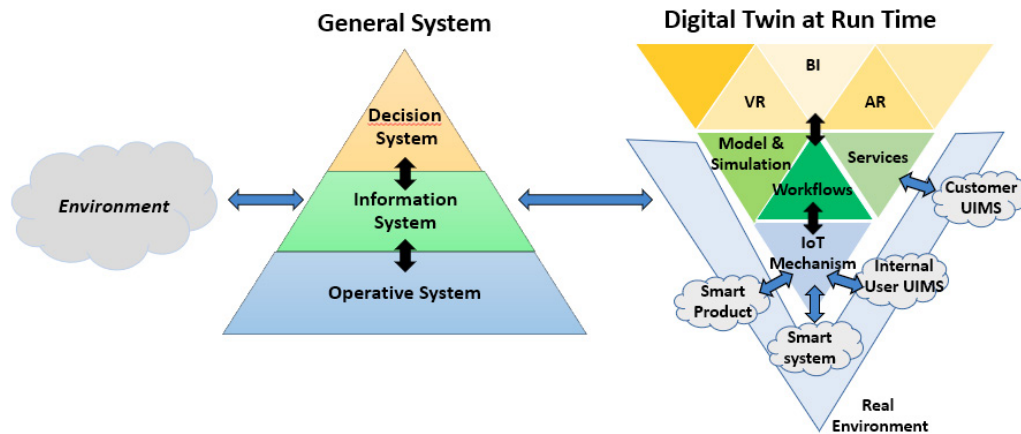 General System
Digital Twin at Run Time
Environment
Decision
System
Information
System
Operative System
BI
VR
AR
Model &
Simulation
Services
Workflows
Customer
UIMS
IoT
Mechanism
Internal
User UIMS
Smart
Product
Smart
system
Real
Environment